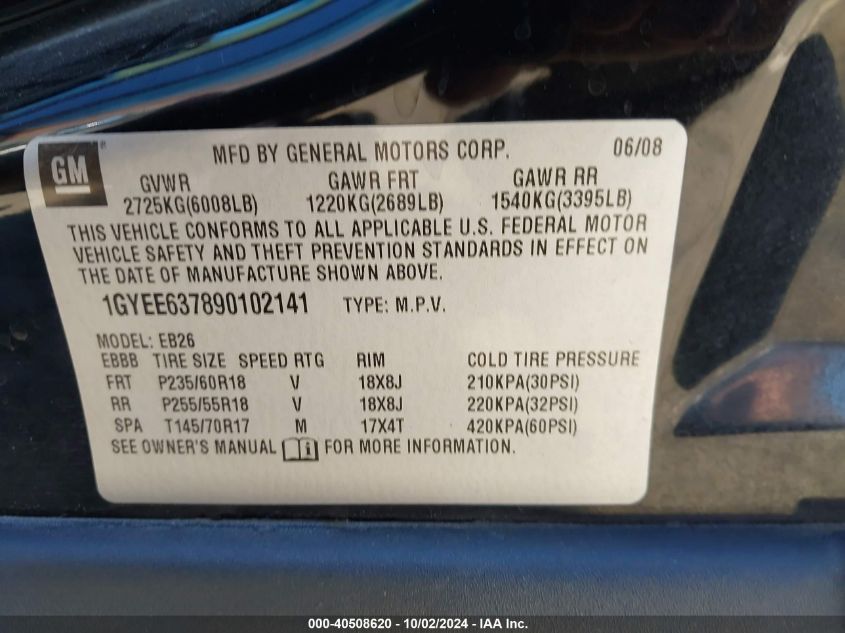 GM
MFD BY GENERAL MOTORS CORP. 06/08
GVWR GAWR FRT GAWR RR
2725KG(6008LB) 1220KG(2689LB) 1540KG(3395LB)
THIS VEHICLE CONFORMS TO ALL APPLICABLE U.S. FEDERAL MOTOR
VEHICLE SAFETY AND THEFT PREVENTION STANDARDS IN EFFECT ON
THE DATE OF MANUFACTURE SHOWN ABOVE.
1GYEE637890102141 TYPE: M.P.V.
MODEL: EB26
EBBB TIRE SIZE SPEED RTG RIM COLD TIRE PRESSURE
FRT P235/60R18 V 18X8J 210KPA(30PSI)
RR P255/55R18 V 18X8J 220KPA(32PSI)
SPA T145/70R17 M 17X4T 420KPA(60PSI)
SEE OWNER'S MANUAL i FOR MORE INFORMATION.
000-40508620 - 10/02/2024 - IAA Inc.